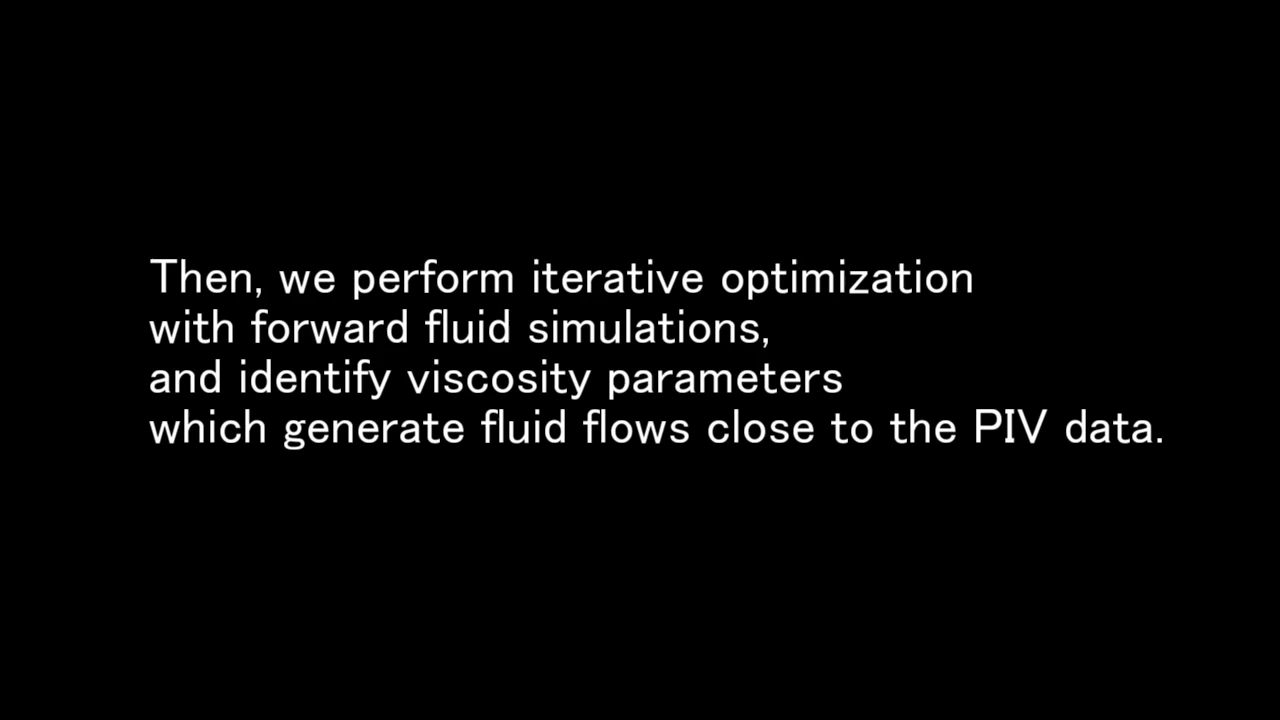 Then, we perform iterative optimization
with forward fluid simulations,
and identify viscosity parameters
which generate fluid flows close to the PIV data.